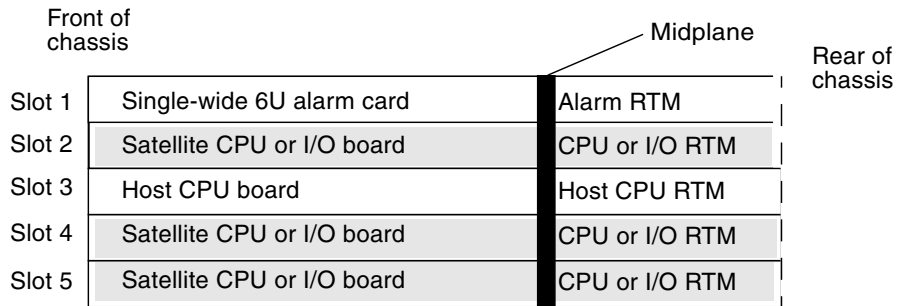 Front of
chassis
Midplane
Rear of
chassis
Slot 1 Single-wide 6U alarm card Alarm RTM
Slot 2 Satellite CPU or I/O board CPU or I/O RTM
Slot 3 Host CPU board Host CPU RTM
Slot 4 Satellite CPU or I/O board CPU or I/O RTM
Slot 5 Satellite CPU or I/O board CPU or I/O RTM